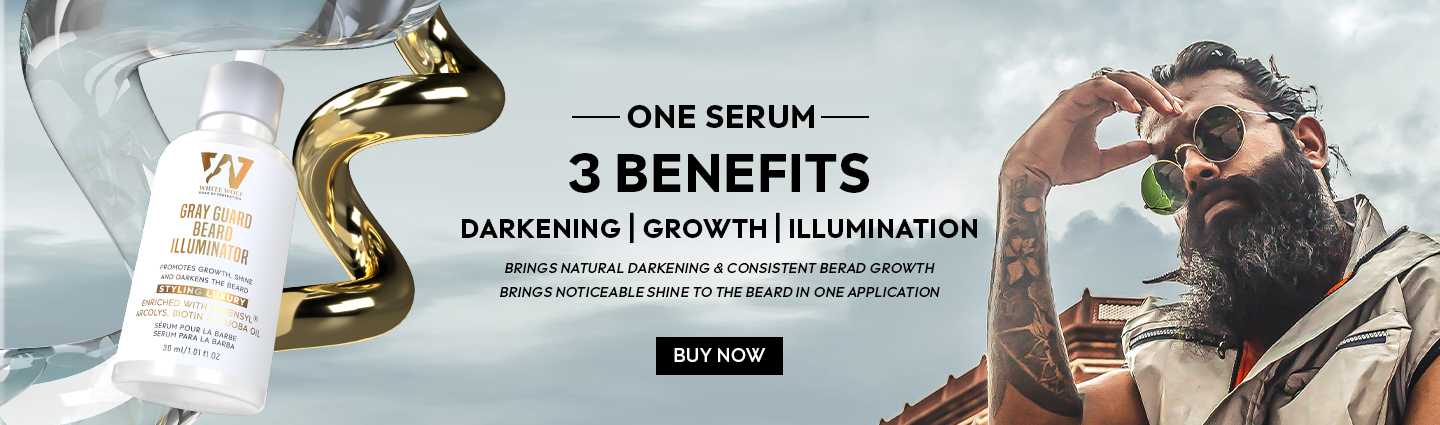 WHITE WOLF
GRAY GUARD
BEARD
ILLUMINATOR
PROMOTES GROWTH, SHINE
AND DARKENS THE BEARD
STYLING LUXURY
ENRICHED WITH
ARCOLYS, BIOTIN OIL
SÉRUM POUR LA BARBE
SERUM PARA LA BARBA
30 ml/1.01 fl OZ
ONE SERUM
3 BENEFITS
DARKENING | GROWTH | ILLUMINATION
BRINGS NATURAL DARKENING & CONSISTENT BERAD GROWTH
BRINGS NOTICEABLE SHINE TO THE BEARD IN ONE APPLICATION
BUY NOW